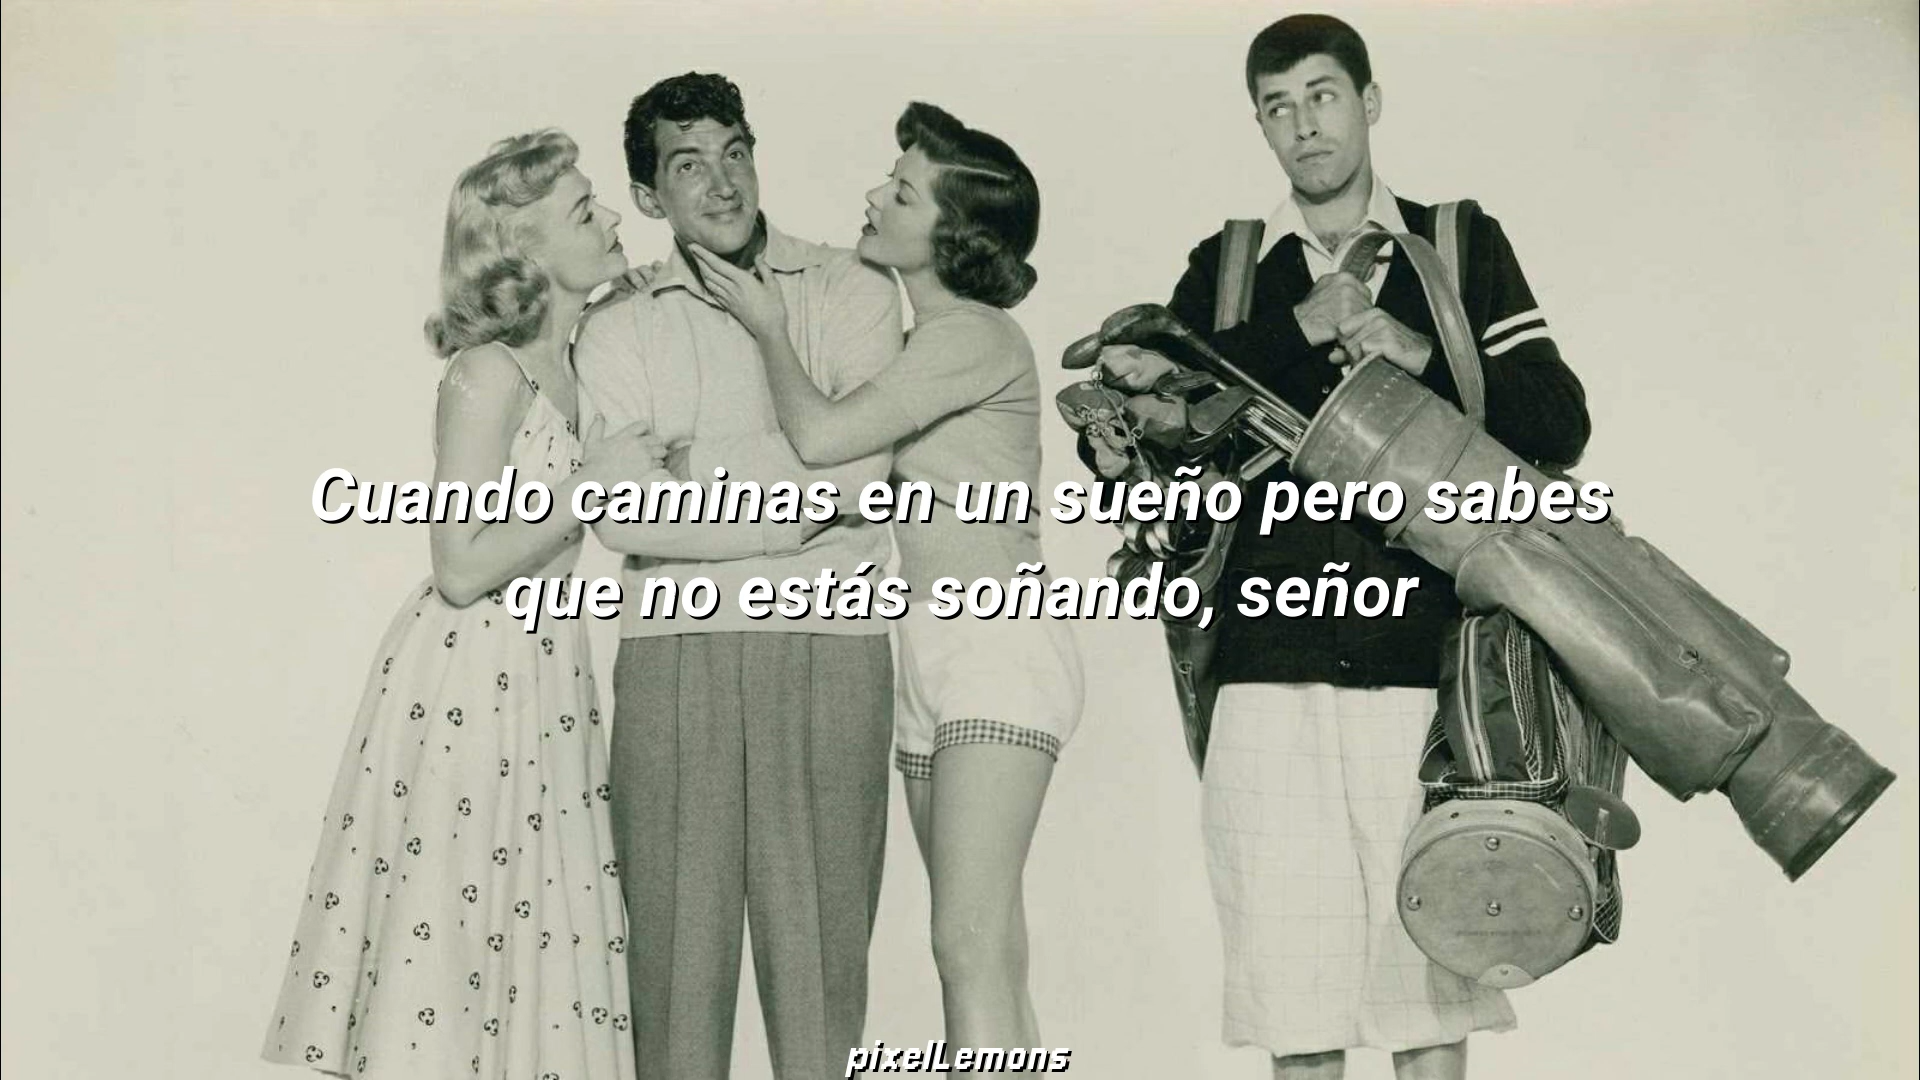 Cuando caminas en un sueño pero sabes
que no estás soñando, señor
pixelLemons